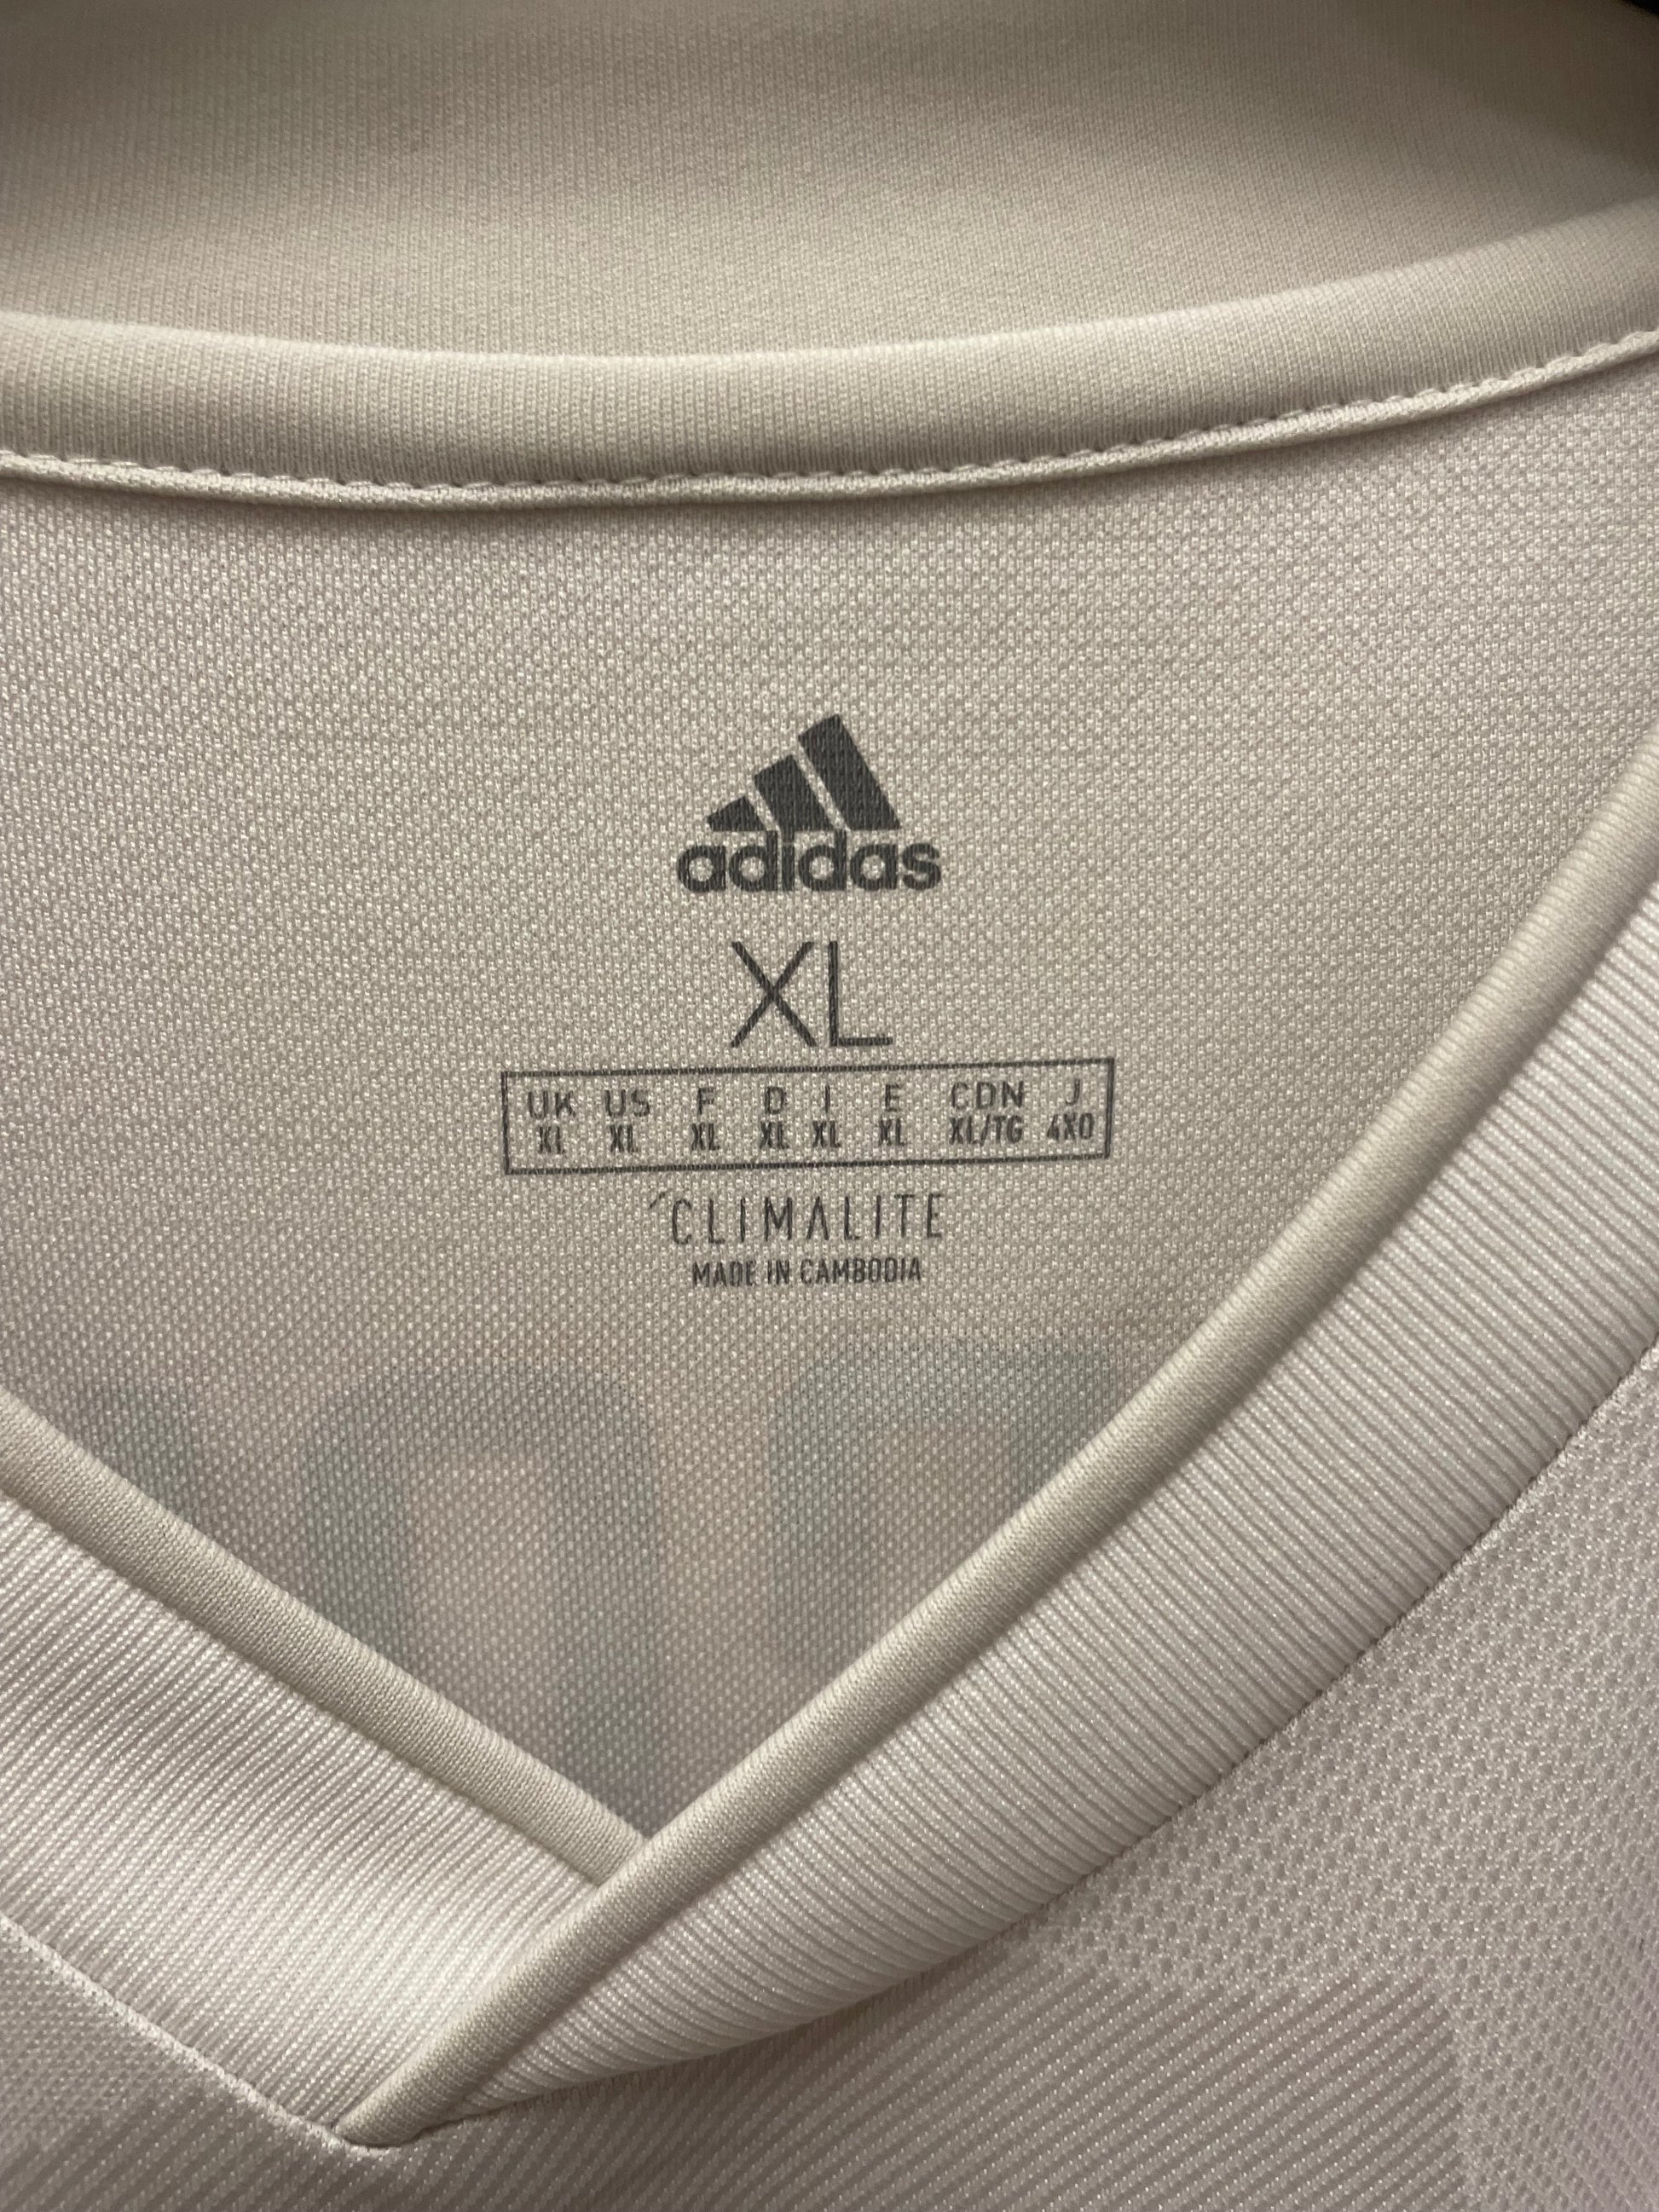 adidas
XL
UK US F D I E CDN J
XL XL XL XL XL XL XL/TG 4XO
´CLIMALITE
MADE IN CAMBODIA